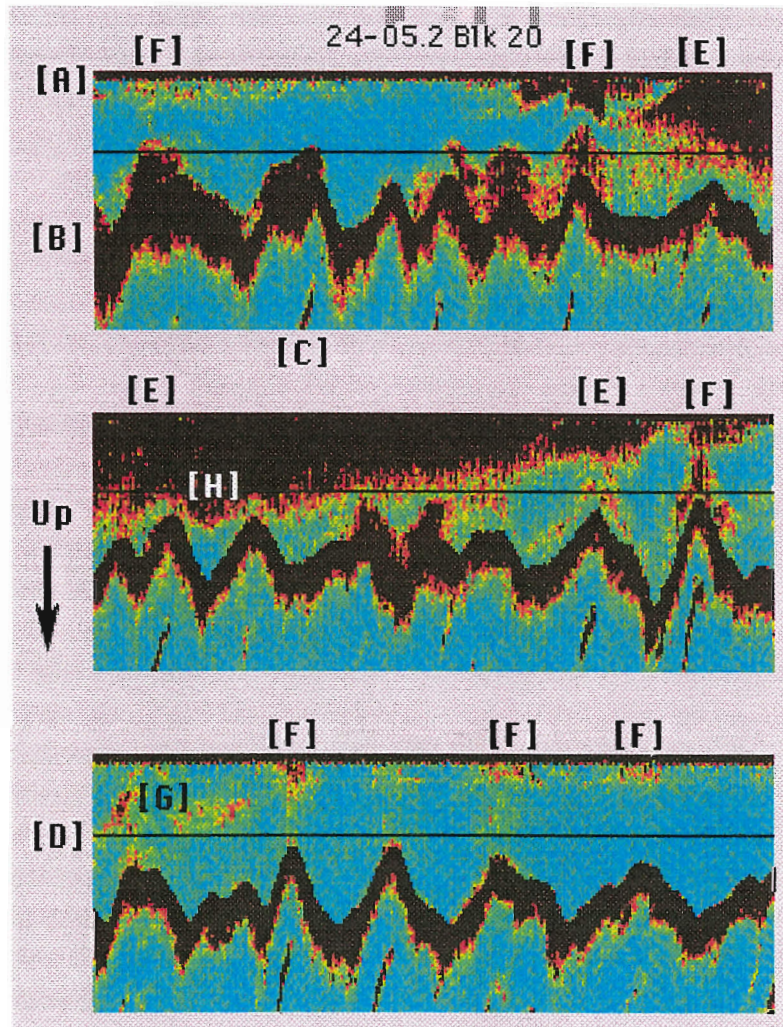 24-05.2 Blk 20
[F] [F] [E]
[A]
[B]
[C]
[E] [E] [F]
[H]
Up
[F] [F] [F]
[G]
[D]